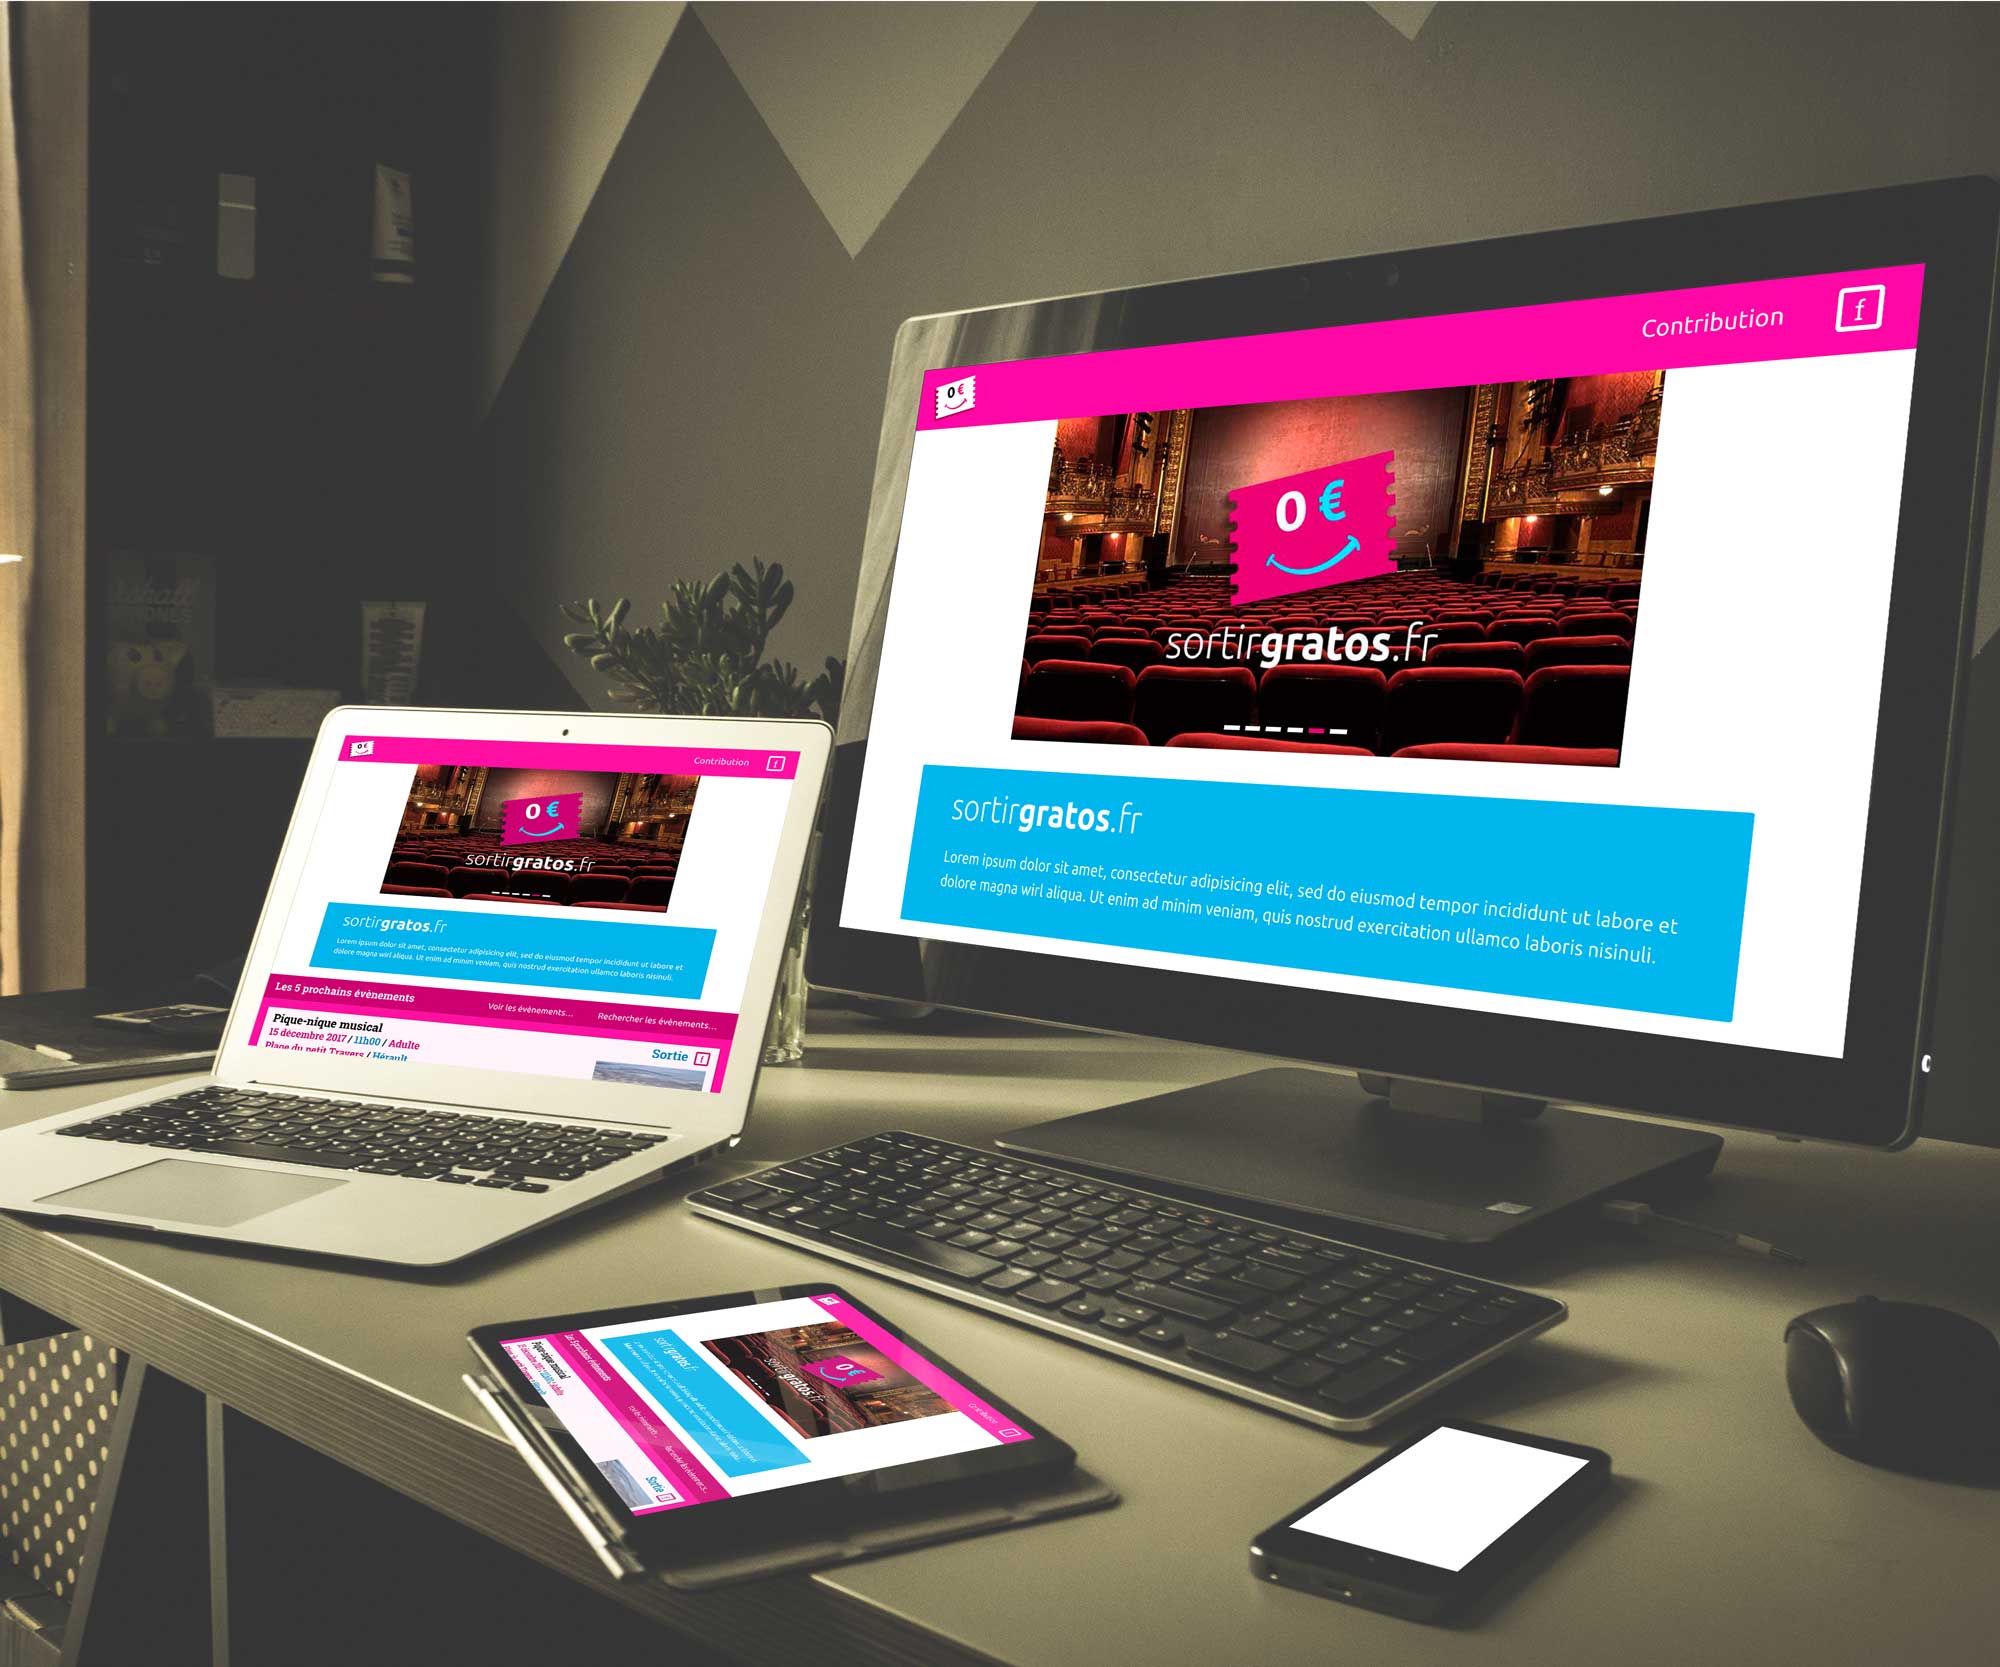 Contribution
f
0 €
0 €
sortirgratos.fr
sortirgratos.fr
Lorem ipsum dolor sit amet, consectetur adipisicing elit, sed do eiusmod tempor incididunt ut labore et
dolore magna wirl aliqua. Ut enim ad minim veniam, quis nostrud exercitation ullamco laboris nisinuli.
0 €
Contribution
f
0 €
sortirgratos.fr
sortirgratos.fr
Lorem ipsum dolor sit amet, consectetur adipisicing elit, sed do eiusmod tempor incididunt ut labore et
dolore magna wirl aliqua. Ut enim ad minim veniam, quis nostrud exercitation ullamco laboris nisinuli.
Les 5 prochains évènements
Voir les évènements...
Rechercher les évènements...
Pique-nique musical
15 décembre 2017 / 11h00 / Adulte
Plage du petit Travers / Hérault
Sortie
f
Contribution
0 €
sortirgratos.fr
sortirgratos.fr
Les 5 prochains évènements
Pique-nique musical
Sortie